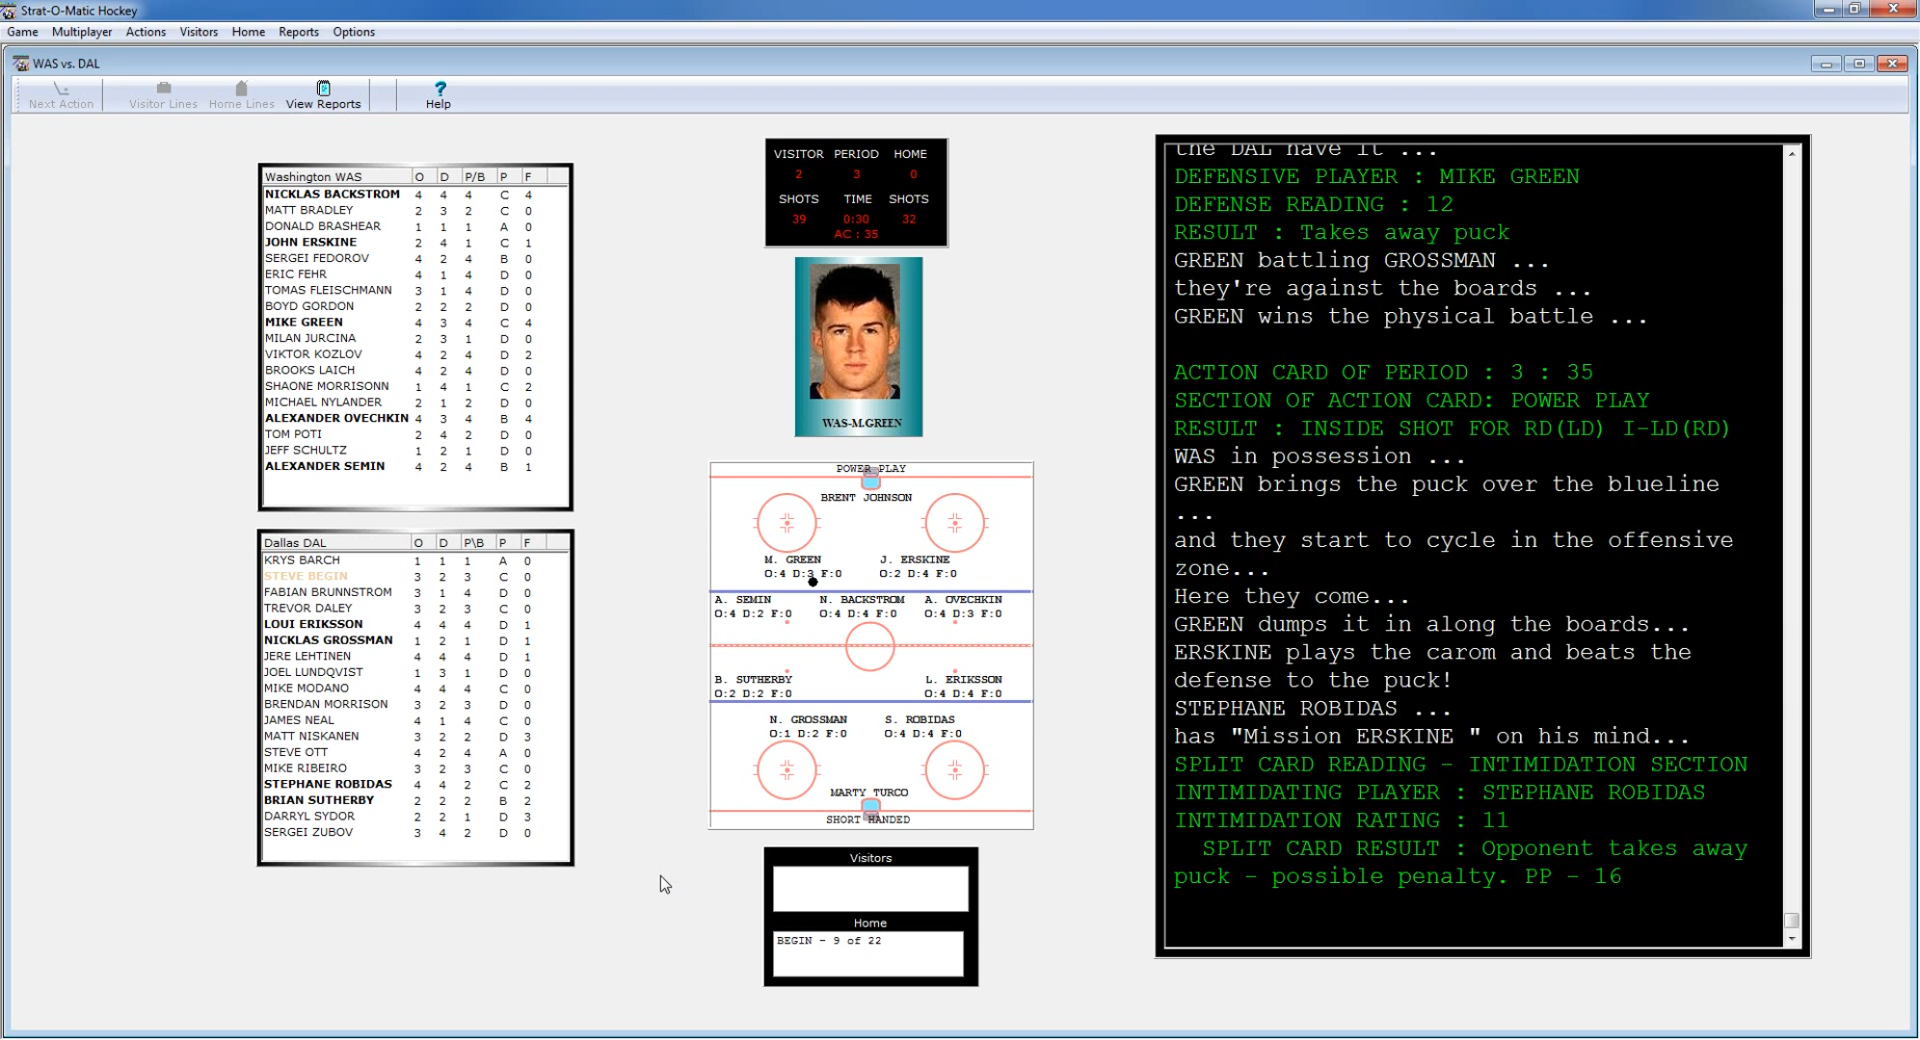 Strat-O-Matic Hockey
Game Multiplayer Actions Visitors Home Reports Options
WAS vs. DAL
Next Action Visitor Lines Home Lines View Reports Help
Washington WAS O D P/B P F
NICKLAS BACKSTROM 4 4 4 C 4
MATT BRADLEY 2 3 2 C 0
DONALD BRASHEAR 1 1 1 A 0
JOHN ERSKINE 2 4 1 C 1
SERGEI FEDOROV 4 2 4 B 0
ERIC FEHR 4 1 4 D 0
TOMAS FLEISCHMANN 3 1 4 D 0
BOYD GORDON 2 2 2 D 0
MIKE GREEN 4 3 4 C 4
MILAN JURCINA 2 3 1 D 0
VIKTOR KOZLOV 4 2 4 D 2
BROOKS LAICH 4 2 4 D 0
SHAONE MORRISONN 1 4 1 C 2
MICHAEL NYLANDER 2 1 2 D 0
ALEXANDER OVECHKIN 4 3 4 B 4
TOM POTI 2 4 2 D 0
JEFF SCHULTZ 1 2 1 D 0
ALEXANDER SEMIN 4 2 4 B 1
Dallas DAL O D P\B P F
KRYS BARCH 1 1 1 A 0
STEVE BEGIN 3 2 3 C 0
FABIAN BRUNNSTROM 3 1 4 D 0
TREVOR DALEY 3 2 3 C 0
LOUI ERIKSSON 4 4 4 D 1
NICKLAS GROSSMAN 1 2 1 D 1
JERE LEHTINEN 4 4 4 D 1
JOEL LUNDQVIST 1 3 1 D 0
MIKE MODANO 4 4 4 C 0
BRENDAN MORRISON 3 2 3 D 0
JAMES NEAL 4 1 4 C 0
MATT NISKANEN 3 2 2 D 3
STEVE OTT 4 2 4 A 0
MIKE RIBEIRO 3 2 3 C 0
STEPHANE ROBIDAS 4 4 2 C 2
BRIAN SUTHERBY 2 2 2 B 2
DARRYL SYDOR 2 2 1 D 3
SERGEI ZUBOV 3 4 2 D 0
VISITOR PERIOD HOME
2 3 0
SHOTS TIME SHOTS
39 0:30 32
AC : 35
WAS-M.GREEN
POWER PLAY
BRENT JOHNSON
M. GREEN J. ERSKINE
O:4 D:3 F:0 O:2 D:4 F:0
A. SEMIN N. BACKSTROM A. OVECHKIN
O:4 D:2 F:0 O:4 D:4 F:0 O:4 D:3 F:0
B. SUTHERBY L. ERIKSSON
O:2 D:2 F:0 O:4 D:4 F:0
N. GROSSMAN S. ROBIDAS
O:1 D:2 F:0 O:4 D:4 F:0
MARTY TURCO
SHORT HANDED
Visitors
Home
BEGIN - 9 of 22
the DAL have it ...
DEFENSIVE PLAYER : MIKE GREEN
DEFENSE READING : 12
RESULT : Takes away puck
GREEN battling GROSSMAN ...
they're against the boards ...
GREEN wins the physical battle ...
ACTION CARD OF PERIOD : 3 : 35
SECTION OF ACTION CARD: POWER PLAY
RESULT : INSIDE SHOT FOR RD(LD) I-LD(RD)
WAS in possession ...
GREEN brings the puck over the blueline
...
and they start to cycle in the offensive
zone...
Here they come...
GREEN dumps it in along the boards...
ERSKINE plays the carom and beats the
defense to the puck!
STEPHANE ROBIDAS ...
has "Mission ERSKINE " on his mind...
SPLIT CARD READING - INTIMIDATION SECTION
INTIMIDATING PLAYER : STEPHANE ROBIDAS
INTIMIDATION RATING : 11
SPLIT CARD RESULT : Opponent takes away
puck - possible penalty. PP - 16